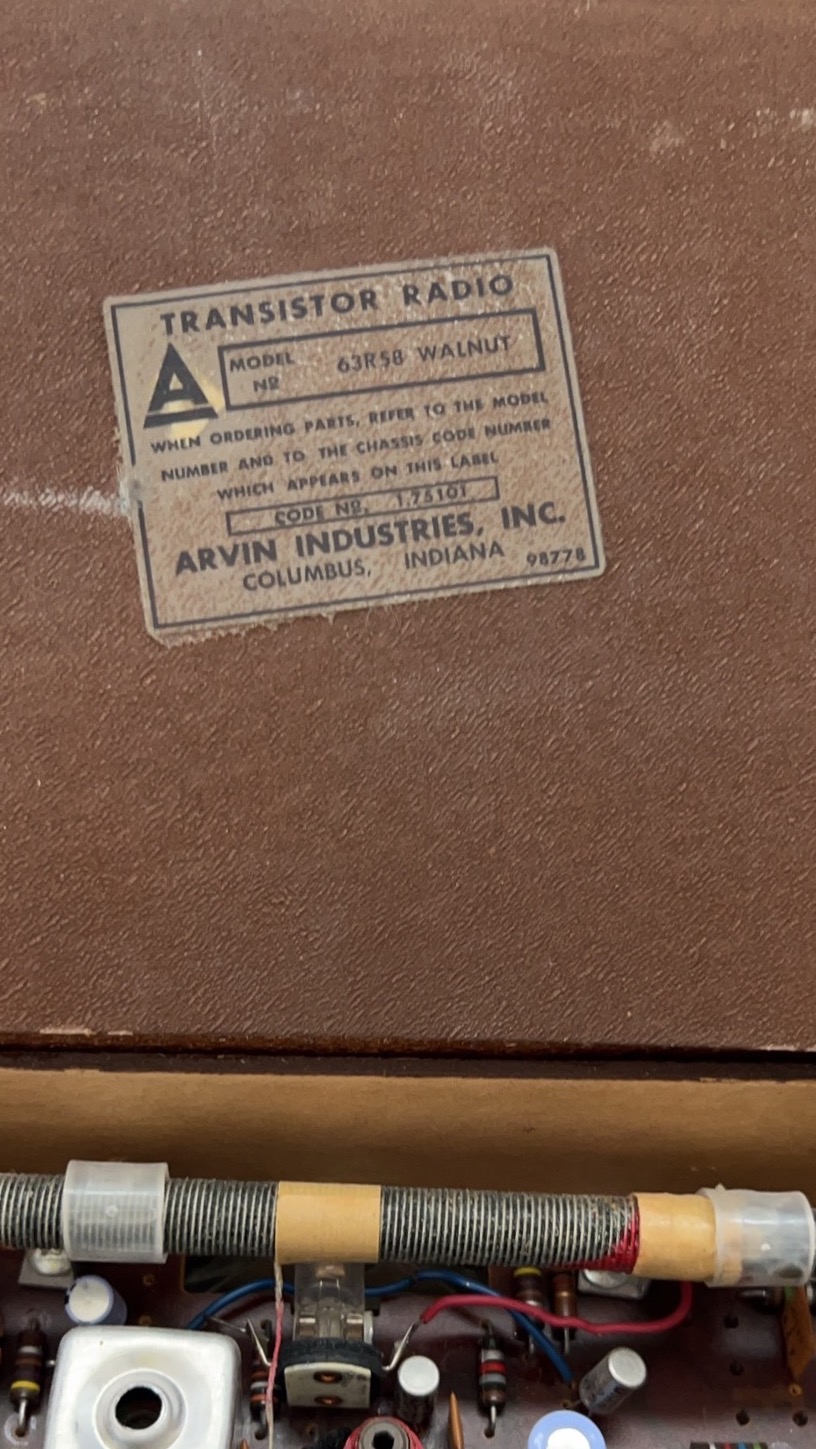 TRANSISTOR RADIO
A
MODEL Nº 63R58 WALNUT
WHEN ORDERING PARTS, REFER TO THE MODEL
NUMBER AND TO THE CHASSIS CODE NUMBER
WHICH APPEARS ON THIS LABEL
CODE Nº. 1.75101
ARVIN INDUSTRIES, INC.
COLUMBUS, INDIANA 98778